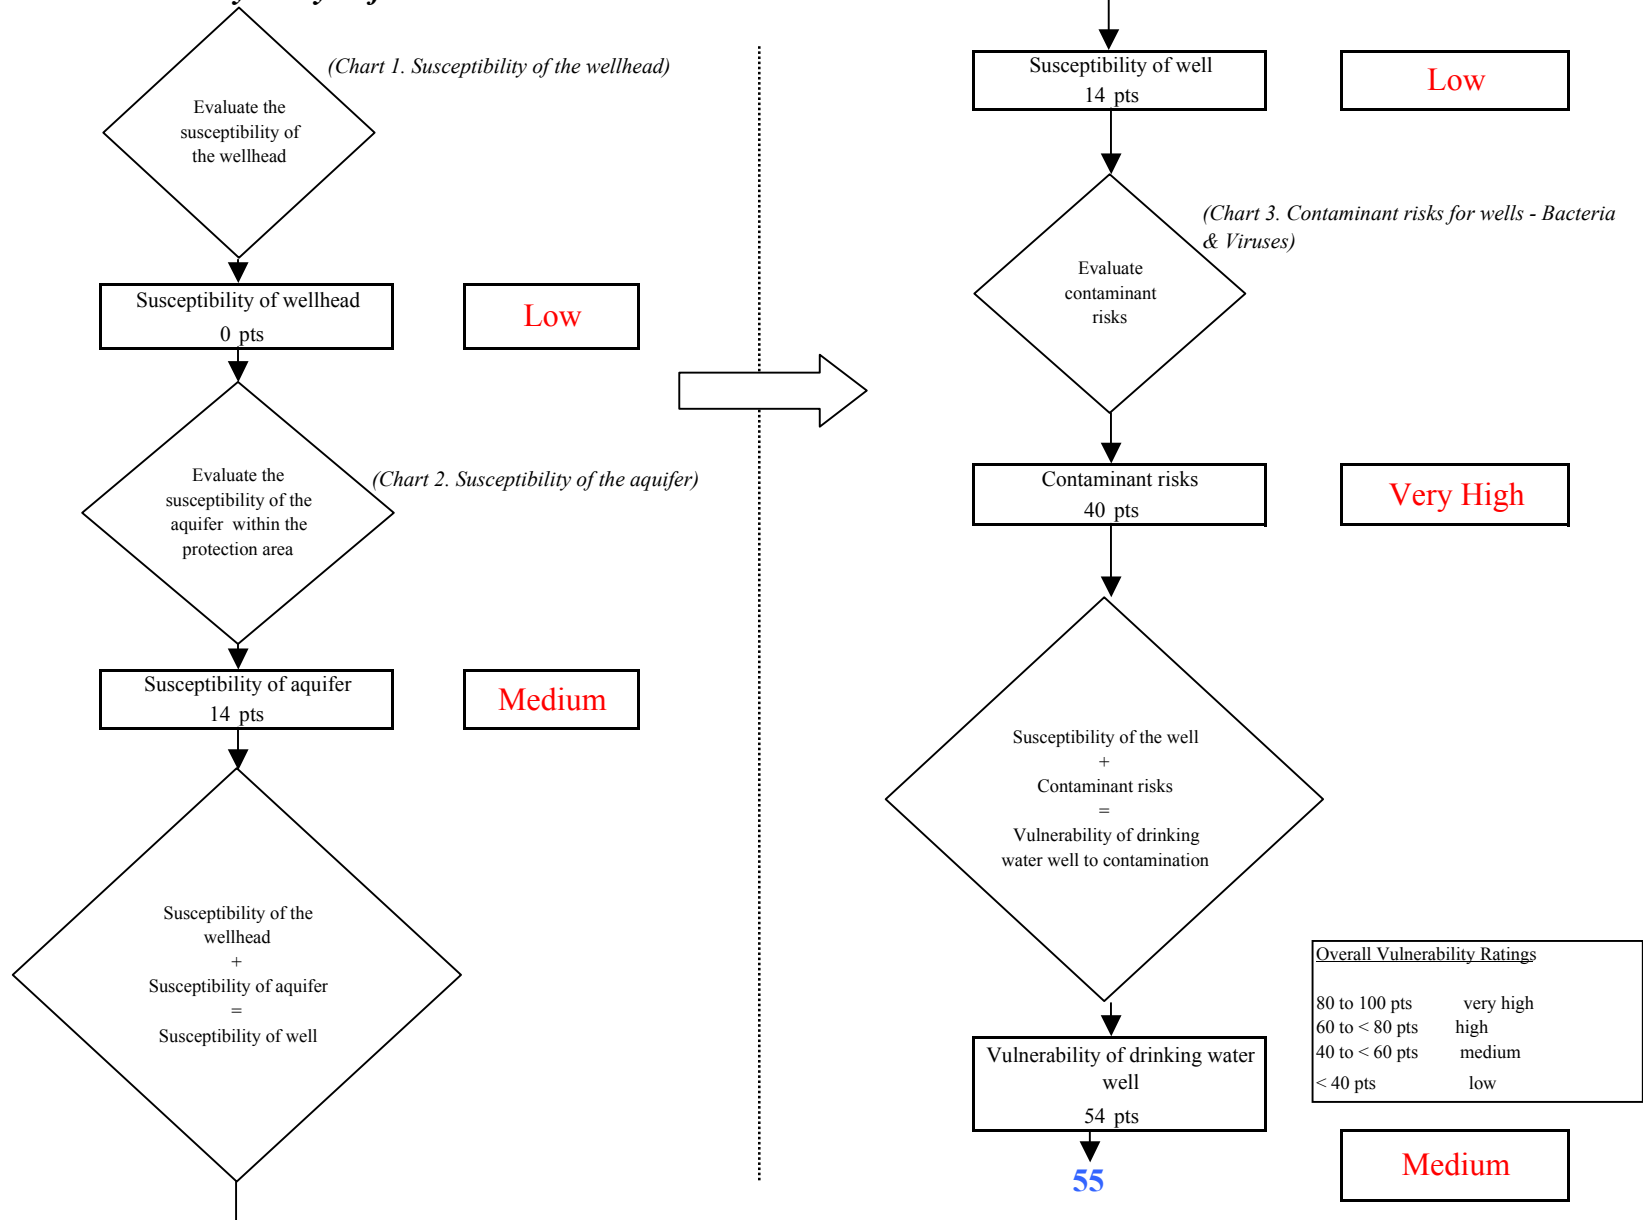 (Chart 1. Susceptibility of the wellhead)
Evaluate the
susceptibility of
the wellhead
Susceptibility of wellhead
0 pts
Low
Evaluate the
susceptibility of the
aquifer within the
protection area
(Chart 2. Susceptibility of the aquifer)
Susceptibility of aquifer
14 pts
Medium
Susceptibility of the
wellhead
+
Susceptibility of aquifer
=
Susceptibility of well
Susceptibility of well
14 pts
Low
(Chart 3. Contaminant risks for wells - Bacteria
& Viruses)
Evaluate
contaminant
risks
Contaminant risks
40 pts
Very High
Susceptibility of the well
+
Contaminant risks
=
Vulnerability of drinking
water well to contamination
Overall Vulnerability Ratings
80 to 100 pts very high
60 to < 80 pts high
40 to < 60 pts medium
< 40 pts low
Vulnerability of drinking water
well
54 pts
55
Medium